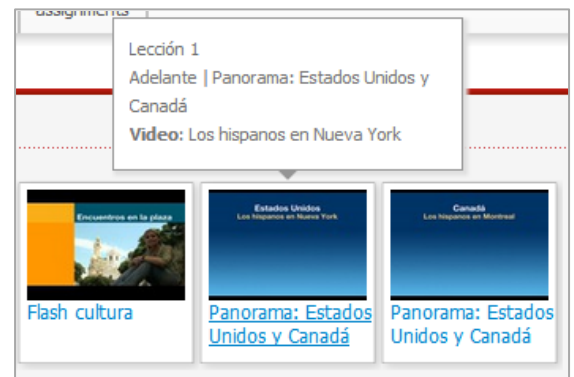 assignments
Lección 1
Adelante | Panorama: Estados Unidos y
Canadá
Video: Los hispanos en Nueva York
Encuentros en la plaza
Flash cultura
Estados Unidos
Los hispanos en Nueva York
Panorama: Estados
Unidos y Canadá
Canadá
Los hispanos en Montreal
Panorama: Estados
Unidos y Canadá